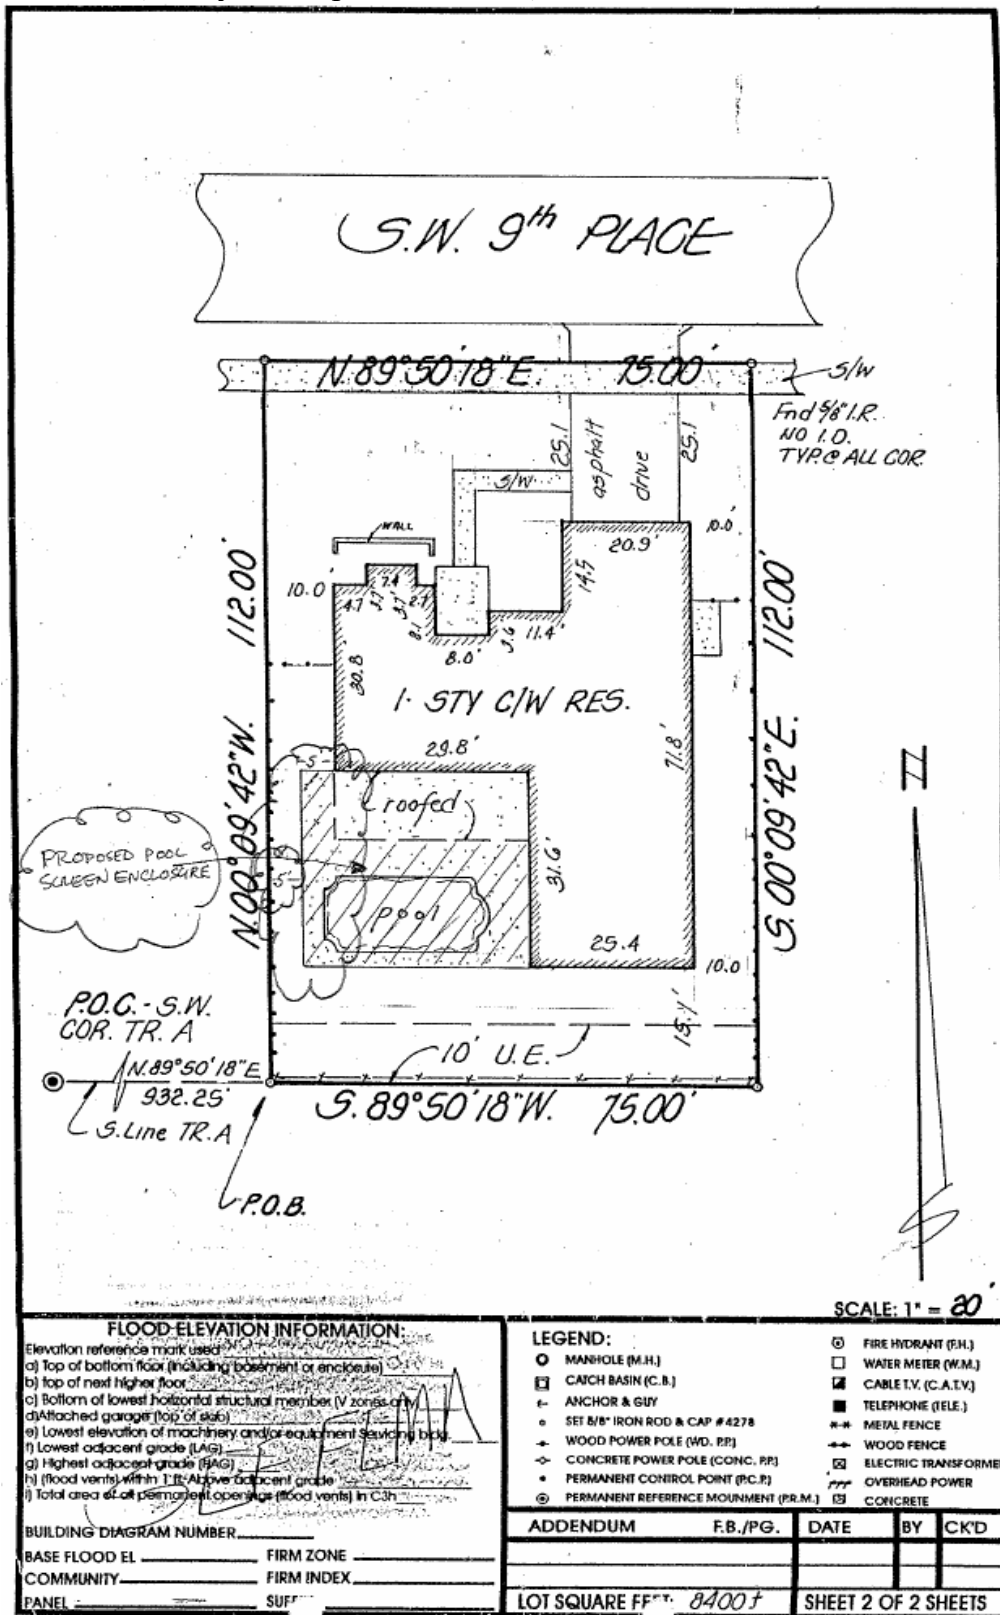 S.W. 9th PLACE
N. 89° 50' 18" E. 75.00'
S/W
Fnd 5/8" I.R.
NO I.D.
TYP. @ ALL COR.
25.1
asphalt
drive
25.1
S/W
WALL
20.9'
10.0'
14.5
10.0'
4.7
3.7'
7.4
3.7'
2.7
8.1
8.0'
3.6
11.4'
112.00'
112.00'
30.8
1- STY C/W RES.
29.8'
71.8'
5'
roofed
N. 00° 09' 42" W.
S. 00° 09' 42" E.
PROPOSED POOL
SCREEN ENCLOSURE
5'
pool
31.6'
25.4
10.0
15.1'
P.O.C. - S.W.
COR. TR. A
N. 89° 50' 18" E
932.25'
S. Line TR. A
10' U.E.
S. 89° 50' 18" W. 75.00'
P.O.B.
SCALE: 1" = 20'
FLOOD ELEVATION INFORMATION:
Elevation reference mark used
a) Top of bottom floor (including basement or enclosure)
b) top of next higher floor
c) Bottom of lowest horizontal structural member (V zones only)
d) Attached garage (top of slab)
e) Lowest elevation of machinery and/or equipment Servicing bldg.
f) Lowest adjacent grade (LAG)
g) Highest adjacent grade (HAG)
h) (flood vents) within 1 ft. Above adjacent grade
i) Total area of all permanent openings (flood vents) in C3h
BUILDING DIAGRAM NUMBER
BASE FLOOD EL FIRM ZONE
COMMUNITY FIRM INDEX
PANEL
LEGEND:
MANHOLE (M.H.)
CATCH BASIN (C.B.)
ANCHOR & GUY
SET 5/8" IRON ROD & CAP #4278
WOOD POWER POLE (WD. P.P.)
CONCRETE POWER POLE (CONC. P.P.)
PERMANENT CONTROL POINT (P.C.P.)
PERMANENT REFERENCE MOUNMENT (P.R.M.)
FIRE HYDRANT (F.H.)
WATER METER (W.M.)
CABLE T.V. (C.A.T.V.)
TELEPHONE (TELE.)
METAL FENCE
WOOD FENCE
ELECTRIC TRANSFORME
OVERHEAD POWER
CONCRETE
ADDENDUM F.B./PG. DATE BY CK'D
LOT SQUARE FEET: 8400±
SHEET 2 OF 2 SHEETS